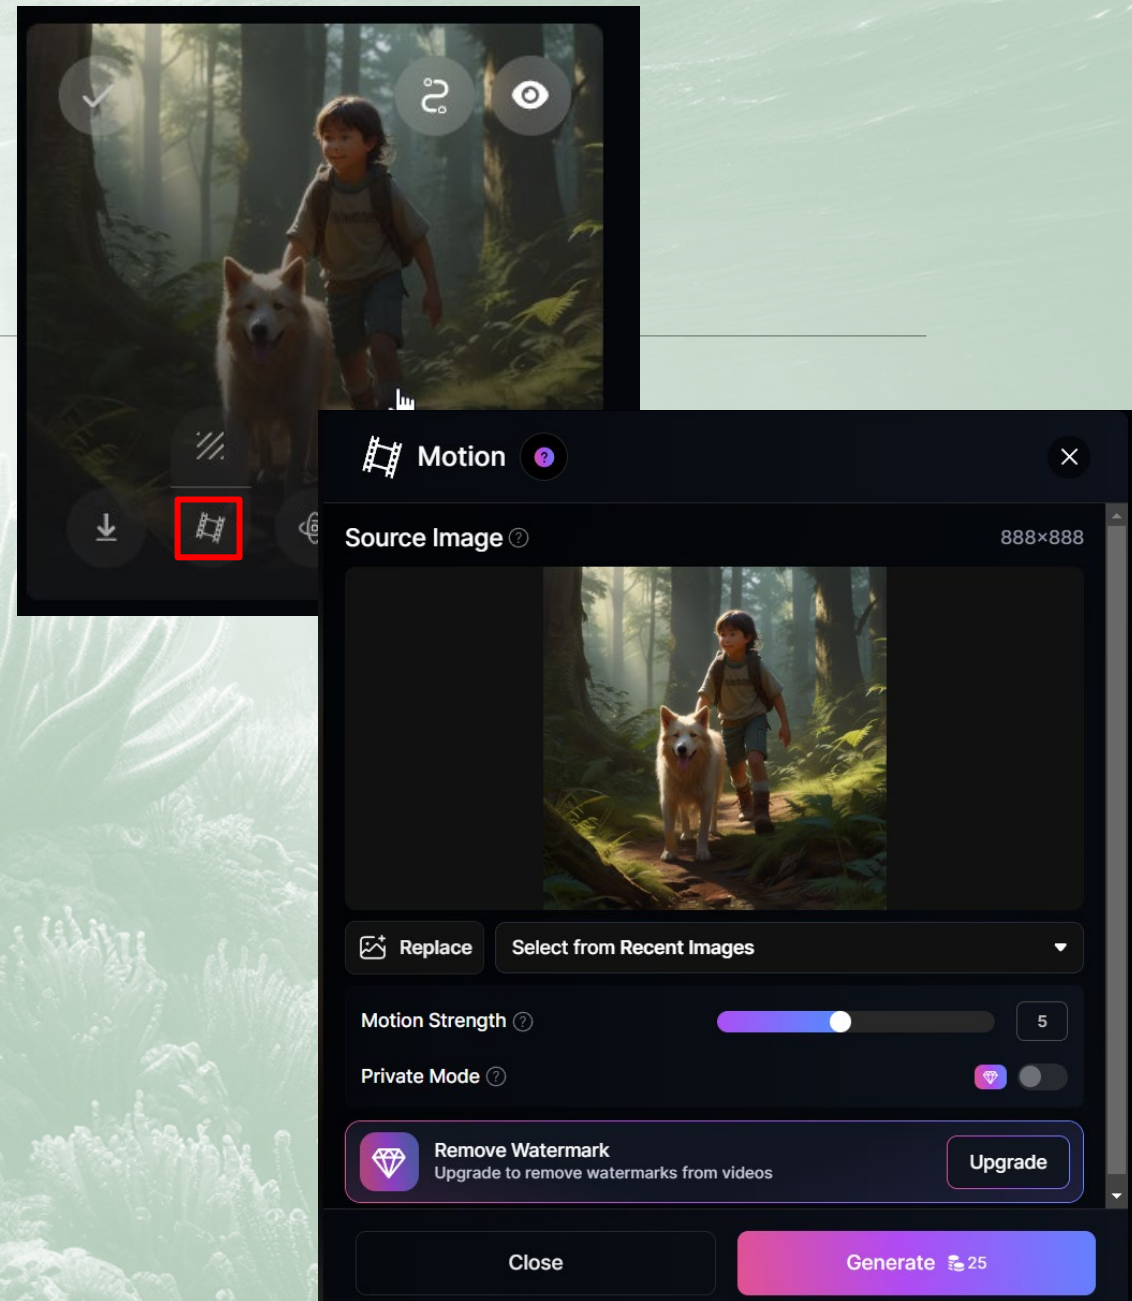 Motion ?
Source Image ?
888×888
Replace
Select from Recent Images
Motion Strength ?
5
Private Mode ?
Remove Watermark
Upgrade to remove watermarks from videos
Upgrade
Close
Generate 25